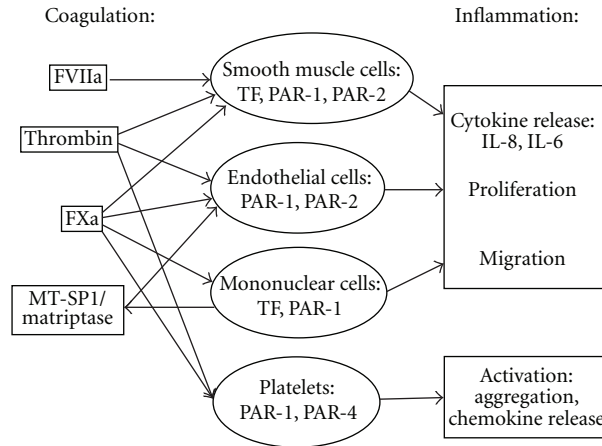 Coagulation:
Inflammation:
FVIIa
Thrombin
FXa
MT-SP1/
matriptase
Smooth muscle cells:
TF, PAR-1, PAR-2
Endothelial cells:
PAR-1, PAR-2
Mononuclear cells:
TF, PAR-1
Platelets:
PAR-1, PAR-4
Cytokine release:
IL-8, IL-6
Proliferation
Migration
Activation:
aggregation,
chemokine release